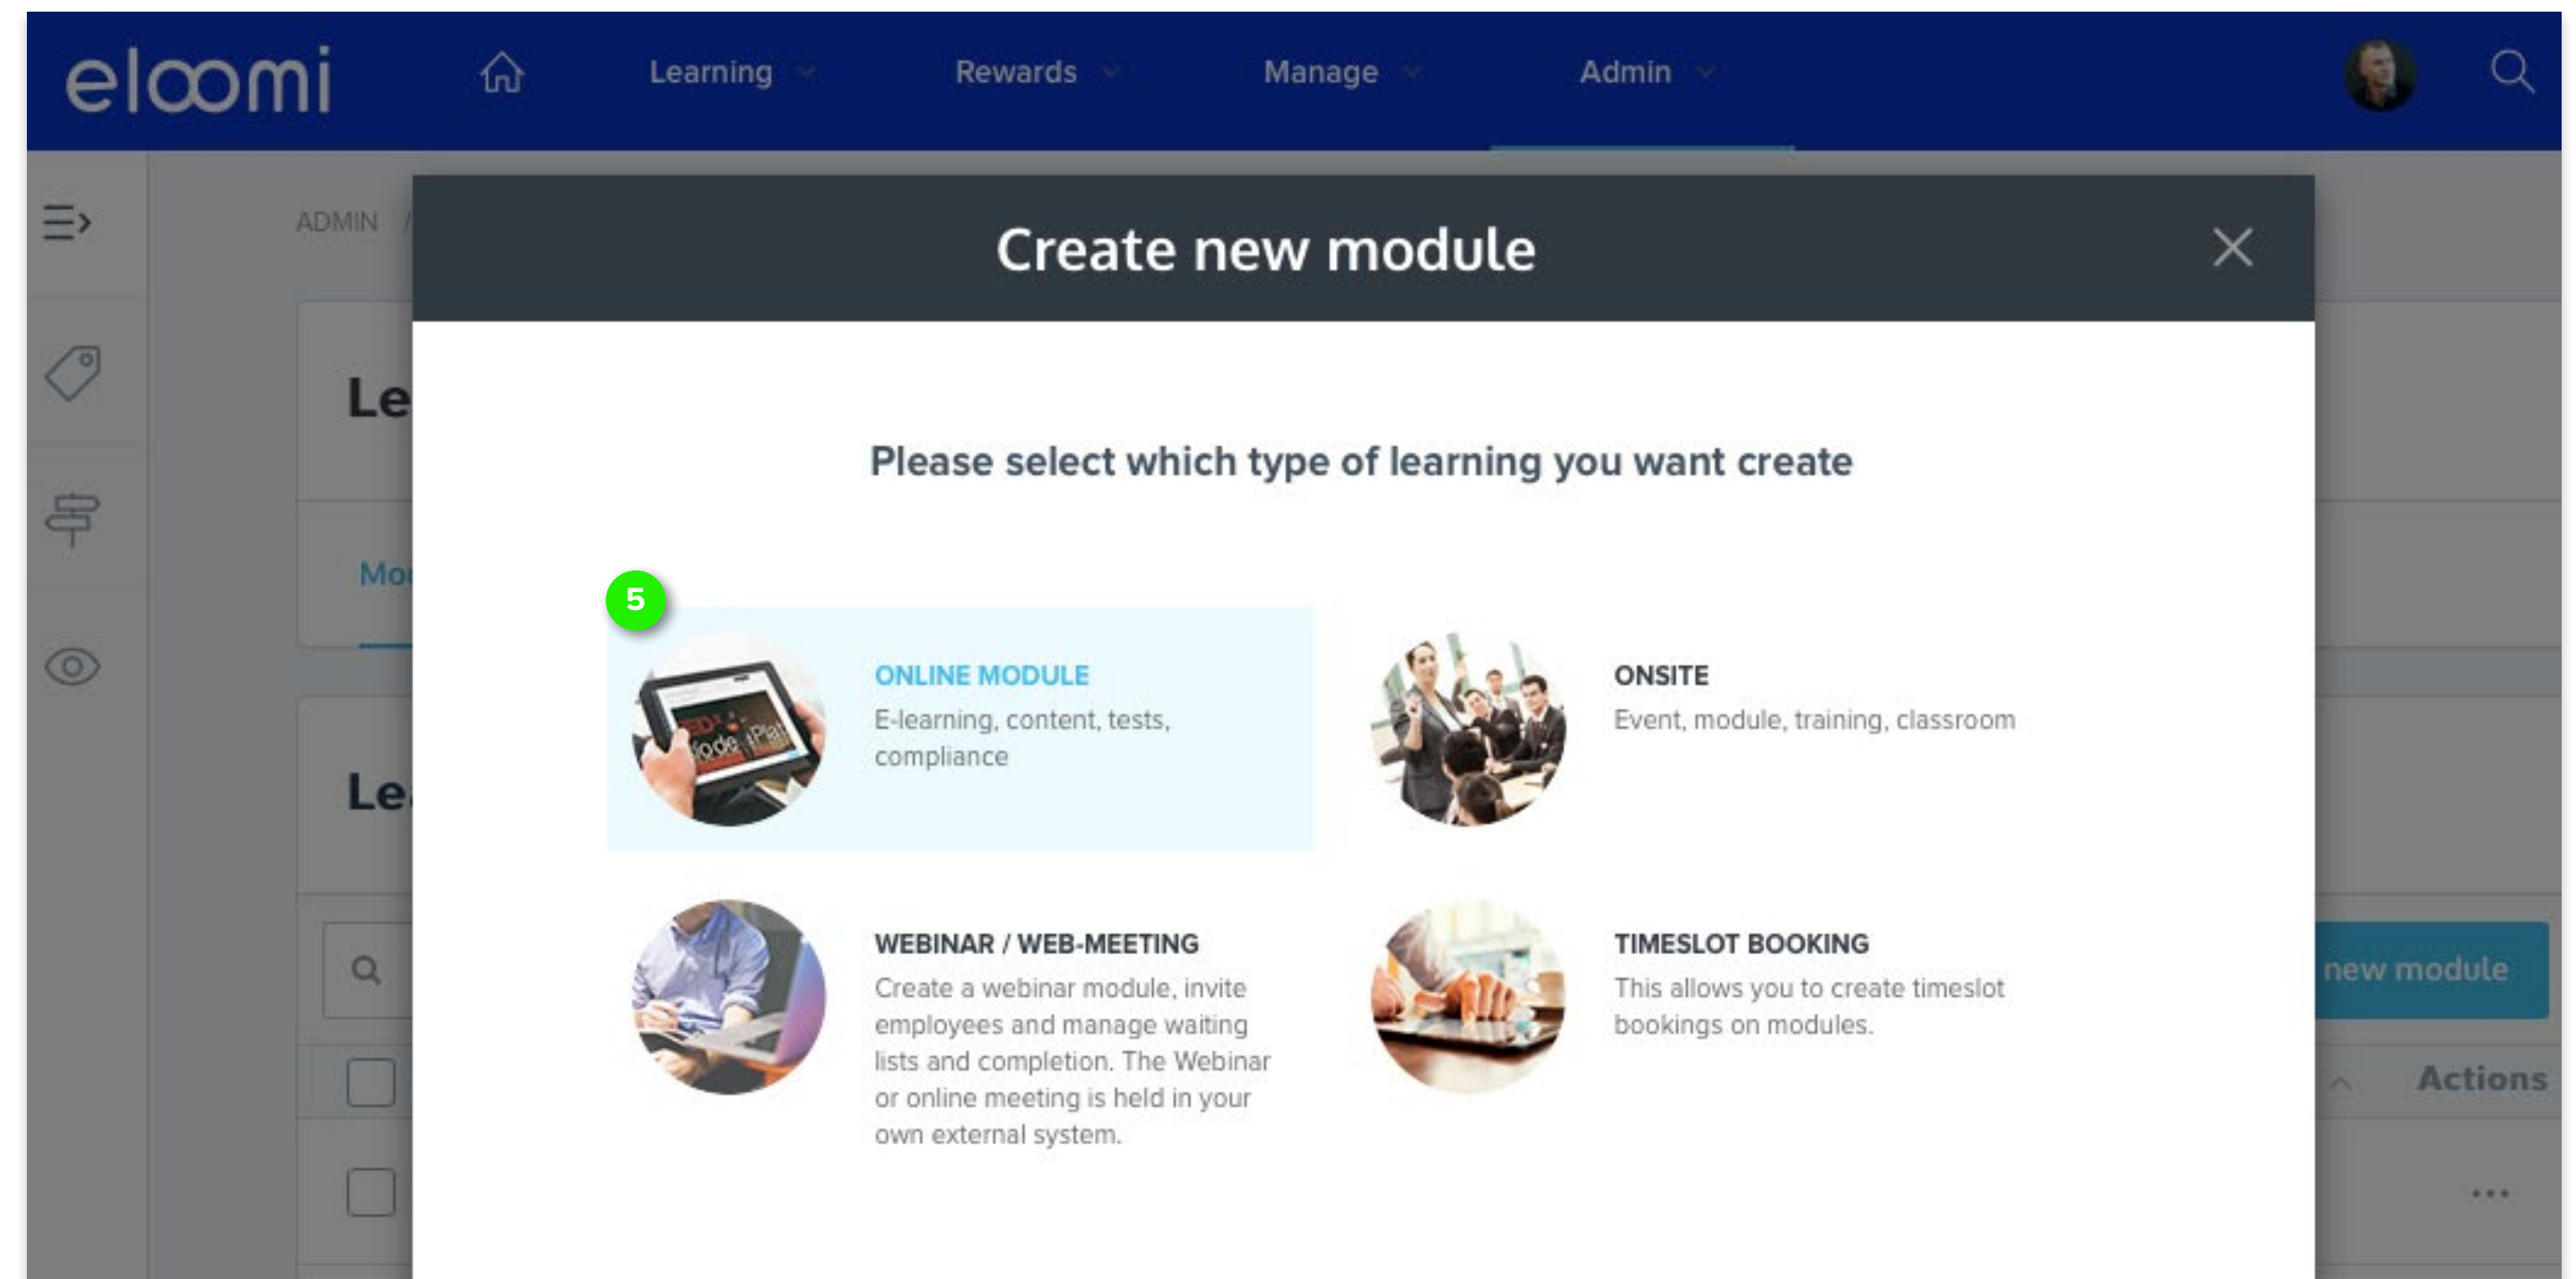 eloomi
Learning
Rewards
Manage
Admin
ADMIN /
Create new module
Please select which type of learning you want create
5
ONLINE MODULE
E-learning, content, tests,
compliance
ONSITE
Event, module, training, classroom
WEBINAR / WEB-MEETING
Create a webinar module, invite
employees and manage waiting
lists and completion. The Webinar
or online meeting is held in your
own external system.
TIMESLOT BOOKING
This allows you to create timeslot
bookings on modules.
new module
Actions